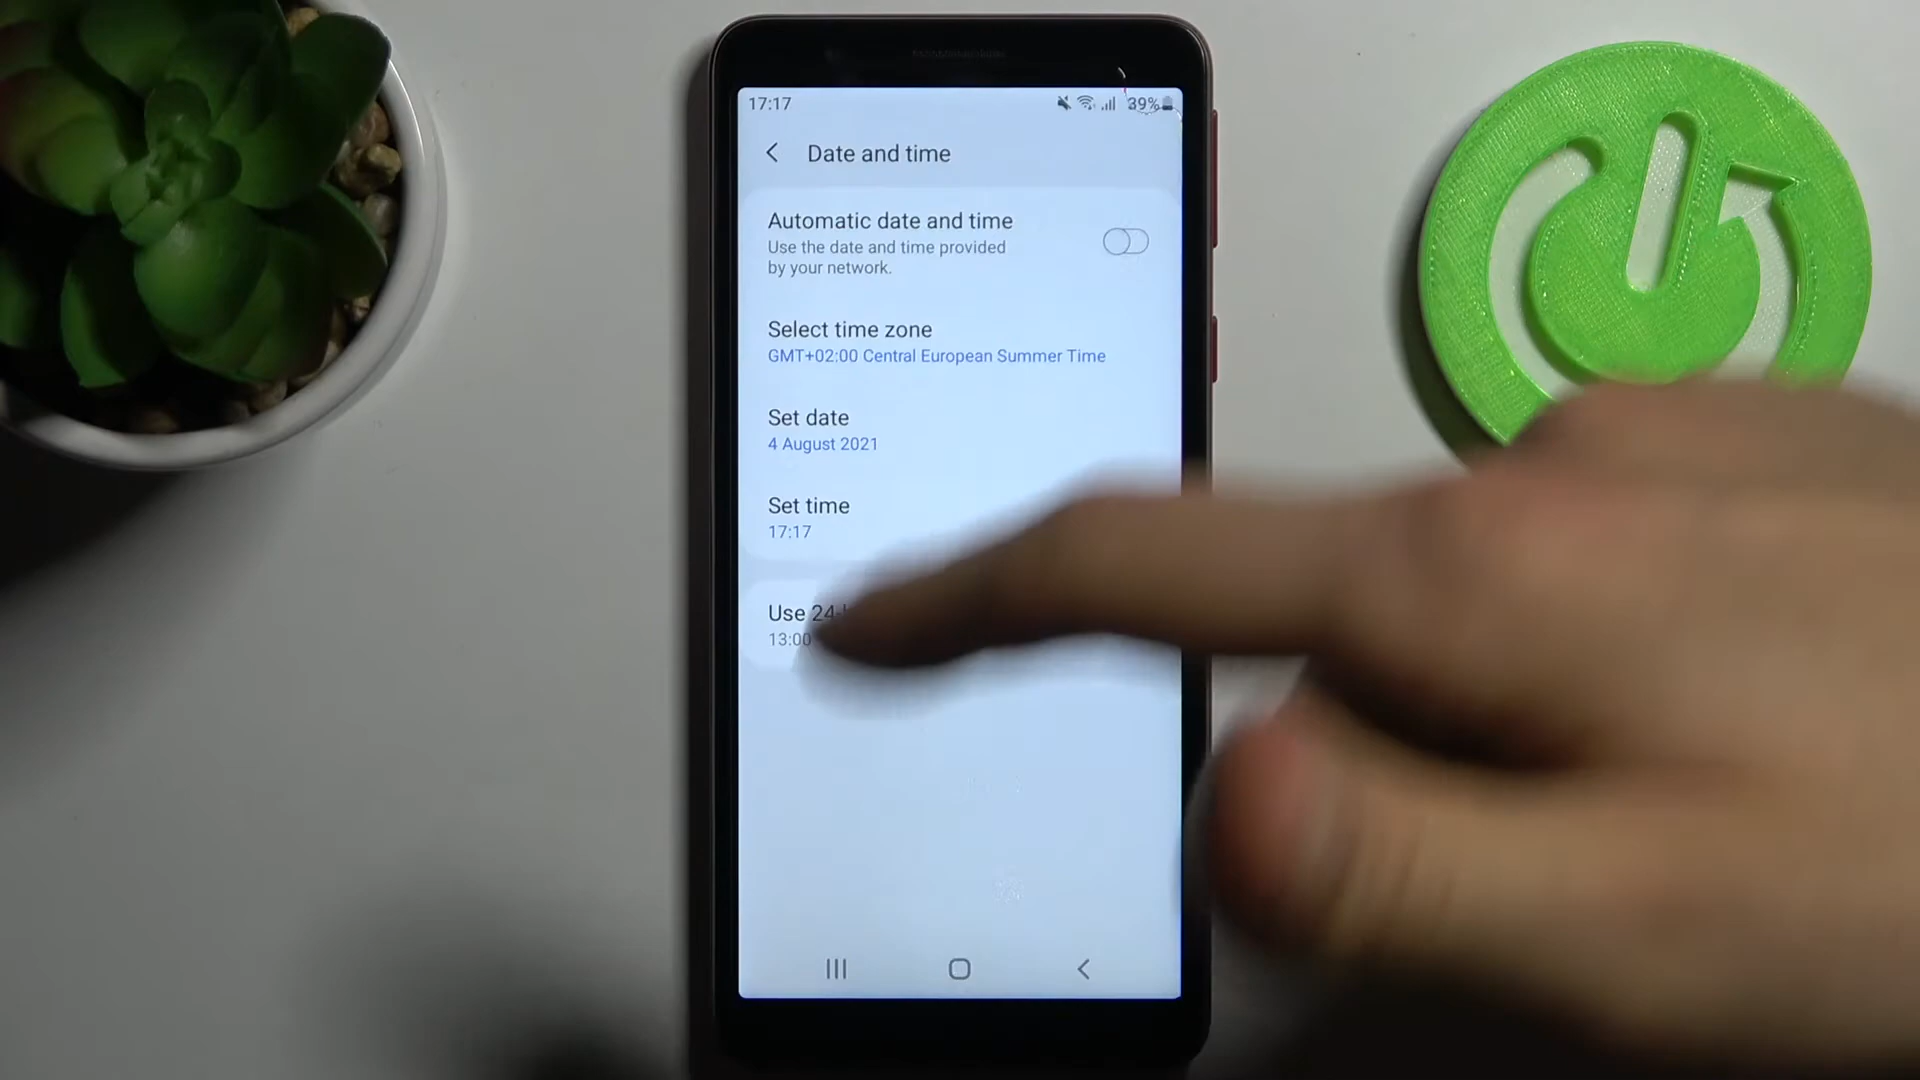 17:17
39%
Date and time
Automatic date and time
Use the date and time provided
by your network.
Select time zone
GMT+02:00 Central European Summer Time
Set date
4 August 2021
Set time
17:17
Use 24-
13:00